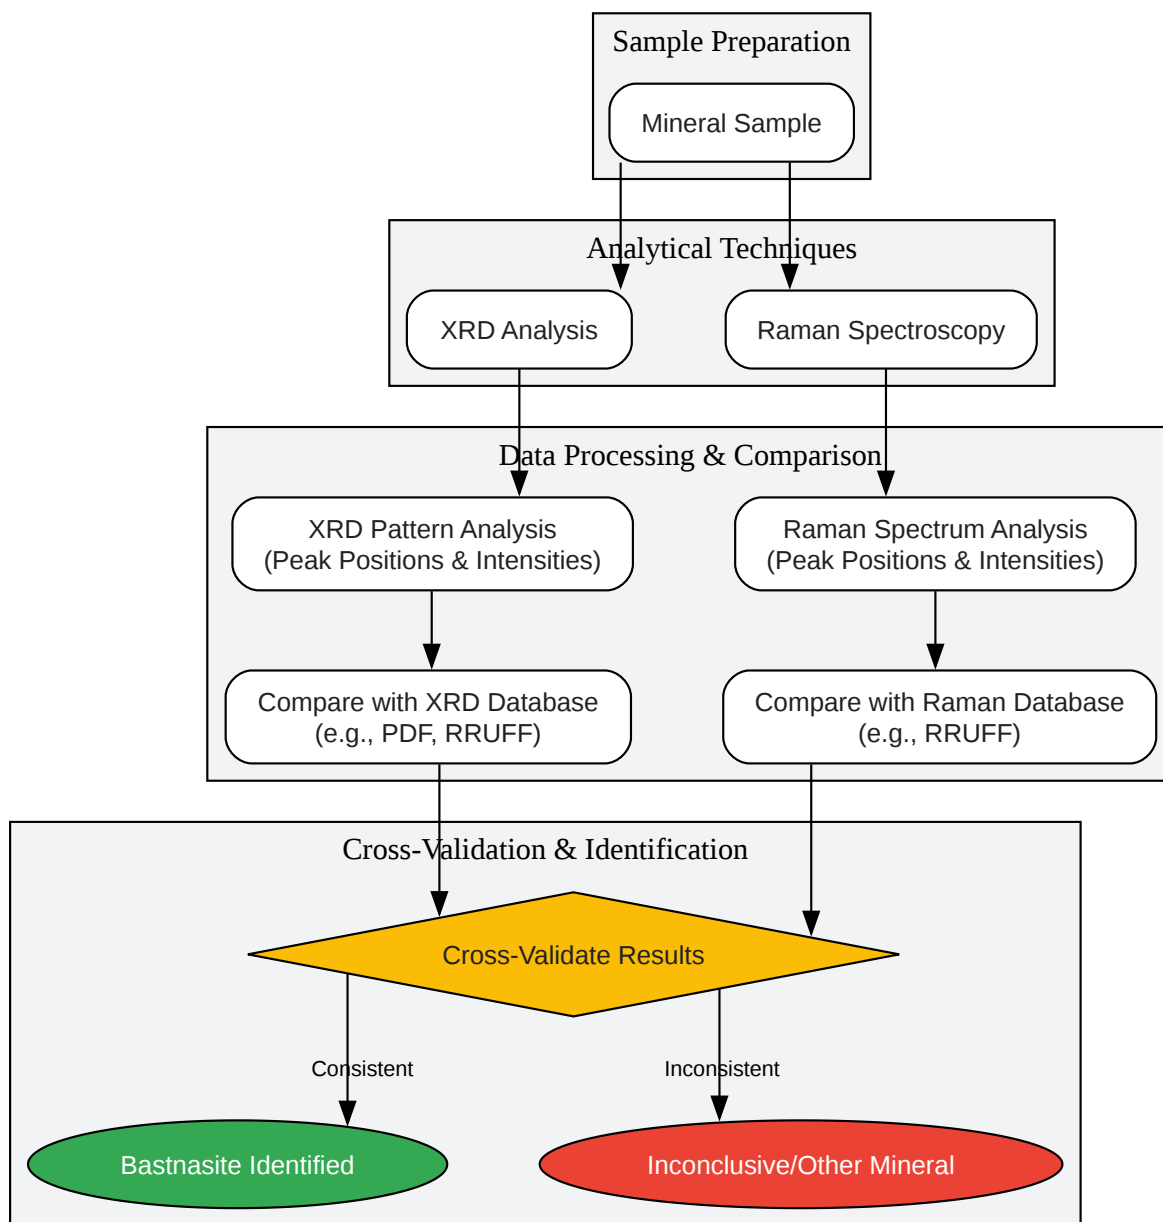 Sample Preparation
Mineral Sample
Analytical Techniques
XRD Analysis
Raman Spectroscopy
Data Processing & Comparison
XRD Pattern Analysis
(Peak Positions & Intensities)
Raman Spectrum Analysis
(Peak Positions & Intensities)
Compare with XRD Database
(e.g., PDF, RRUFF)
Compare with Raman Database
(e.g., RRUFF)
Cross-Validation & Identification
Cross-Validate Results
Consistent
Inconsistent
Bastnasite Identified
Inconclusive/Other Mineral